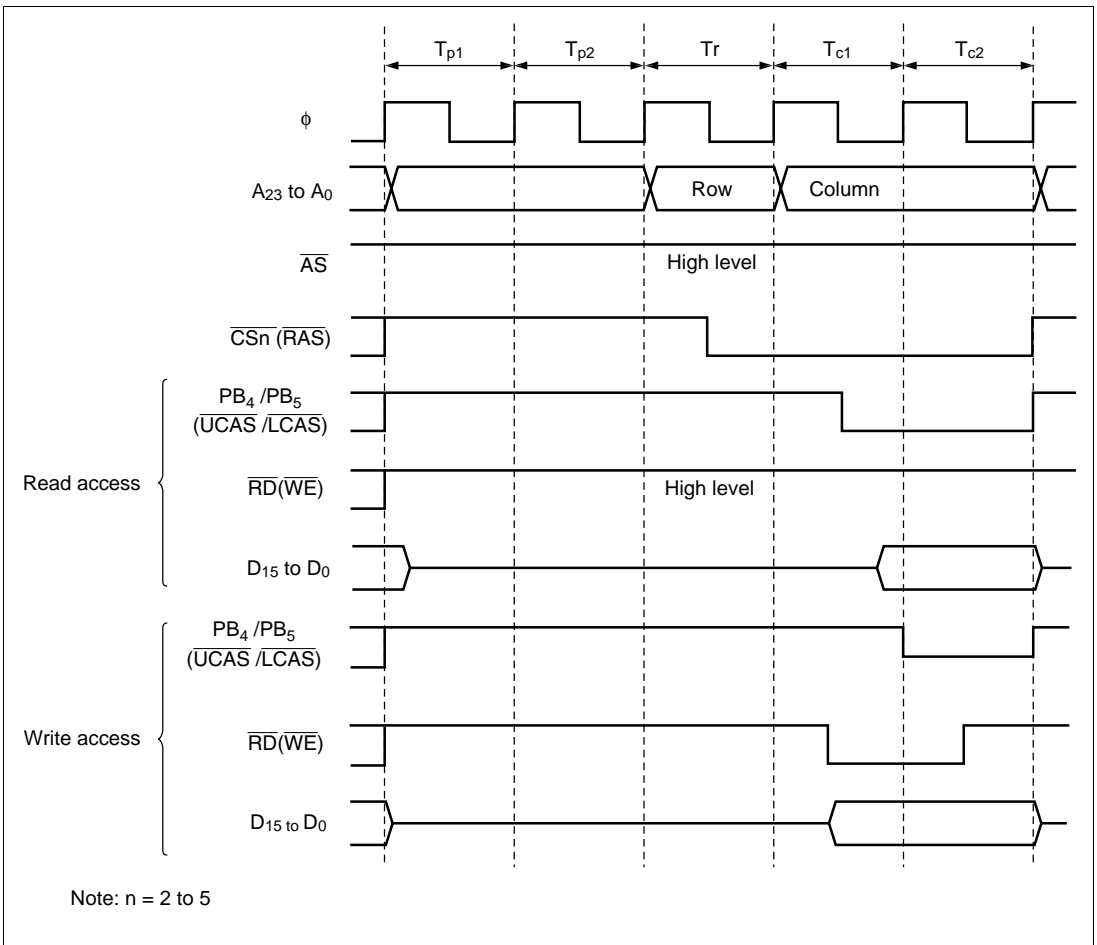 Tp1 Tp2 Tr Tc1 Tc2
ϕ
A23 to A0 Row Column
AS High level
CSn (RAS)
PB4 /PB5
(UCAS /LCAS)
Read access RD(WE) High level
D15 to D0
PB4 /PB5
(UCAS /LCAS)
Write access RD(WE)
D15 to D0
Note: n = 2 to 5